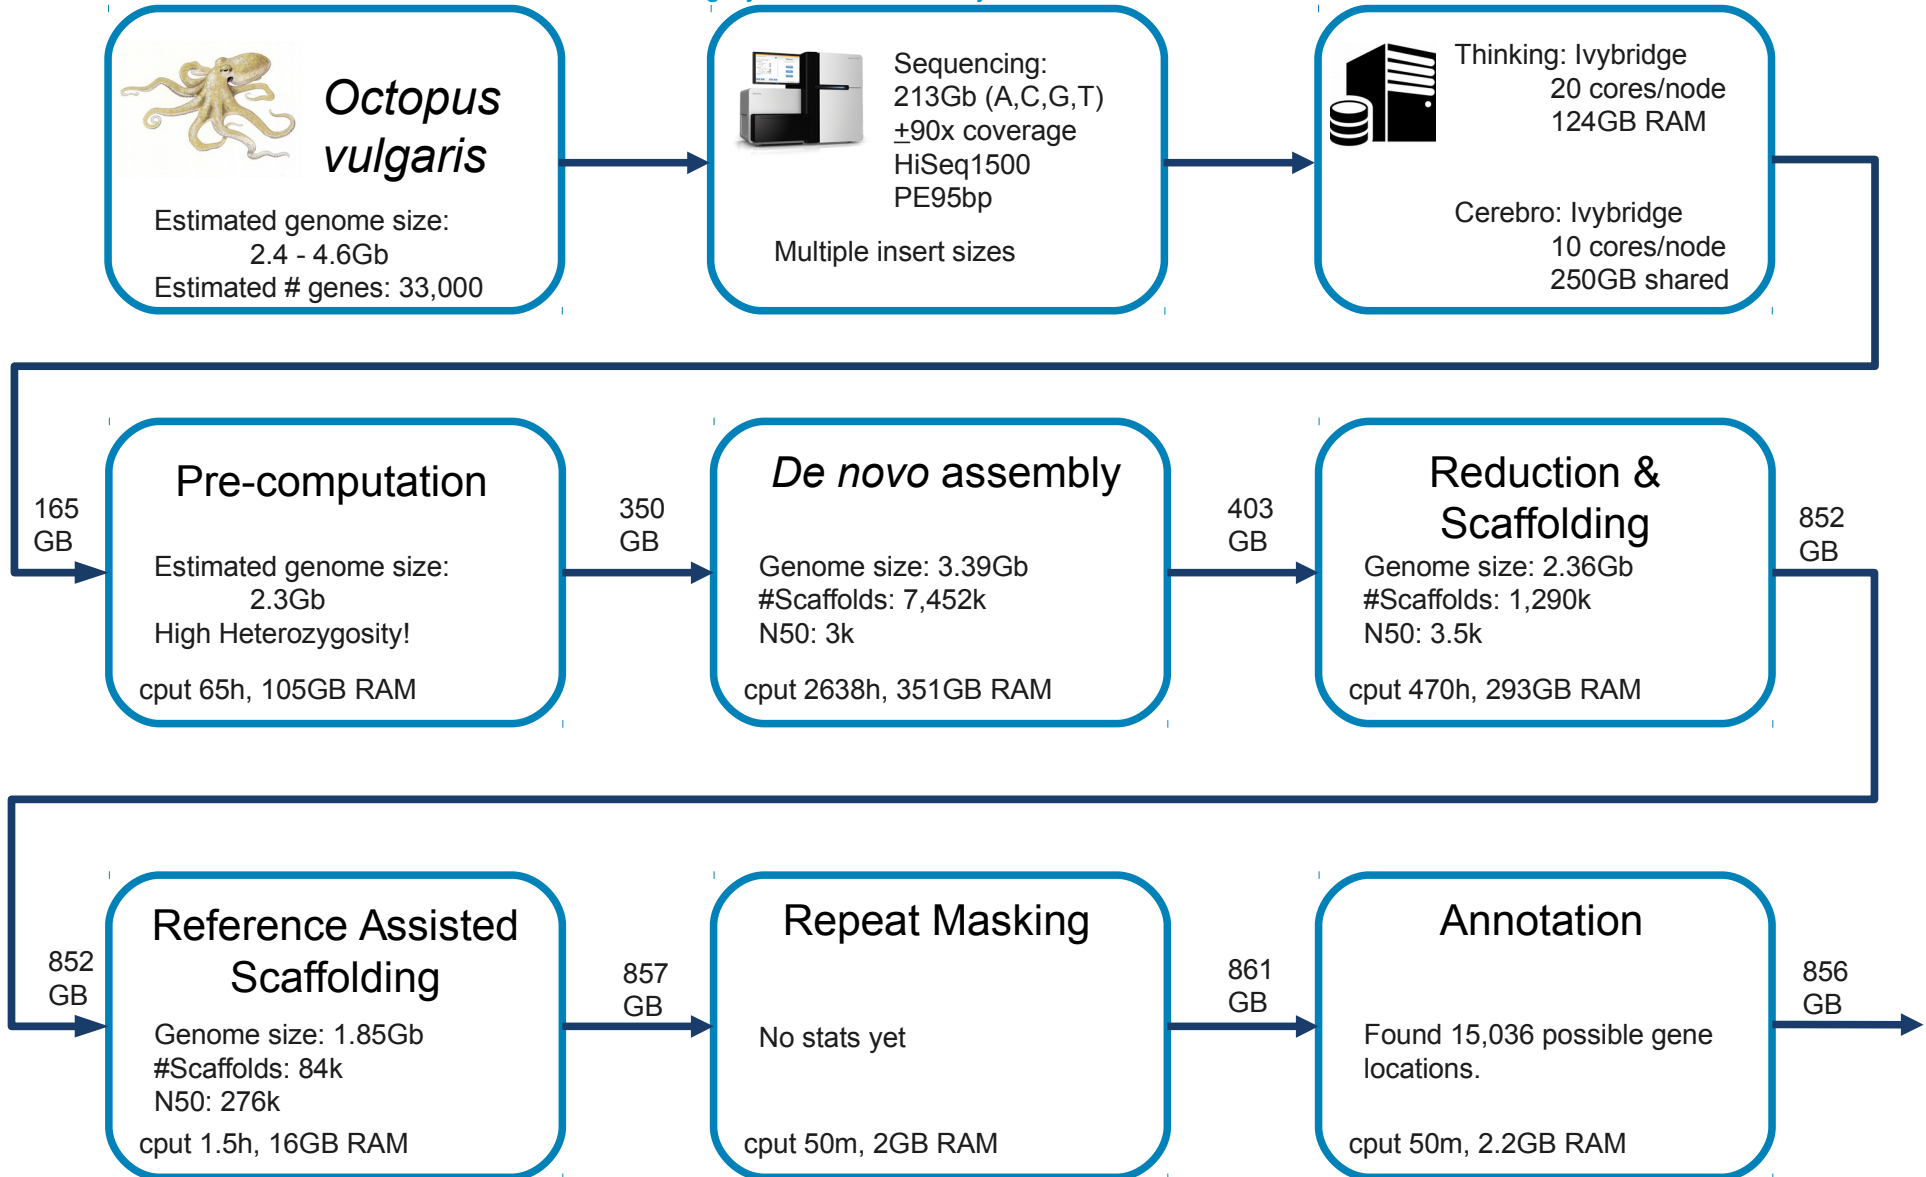 Octopus
vulgaris
Estimated genome size:
2.4 - 4.6Gb
Estimated # genes: 33,000
Sequencing:
213Gb (A,C,G,T)
±90x coverage
HiSeq1500
PE95bp
Multiple insert sizes
Thinking: Ivybridge
20 cores/node
124GB RAM
Cerebro: Ivybridge
10 cores/node
250GB shared
165
GB
Pre-computation
Estimated genome size:
2.3Gb
High Heterozygosity!
cput 65h, 105GB RAM
350
GB
De novo assembly
Genome size: 3.39Gb
#Scaffolds: 7,452k
N50: 3k
cput 2638h, 351GB RAM
403
GB
Reduction &
Scaffolding
Genome size: 2.36Gb
#Scaffolds: 1,290k
N50: 3.5k
cput 470h, 293GB RAM
852
GB
852
GB
Reference Assisted
Scaffolding
Genome size: 1.85Gb
#Scaffolds: 84k
N50: 276k
cput 1.5h, 16GB RAM
857
GB
Repeat Masking
No stats yet
cput 50m, 2GB RAM
861
GB
Annotation
Found 15,036 possible gene
locations.
cput 50m, 2.2GB RAM
856
GB